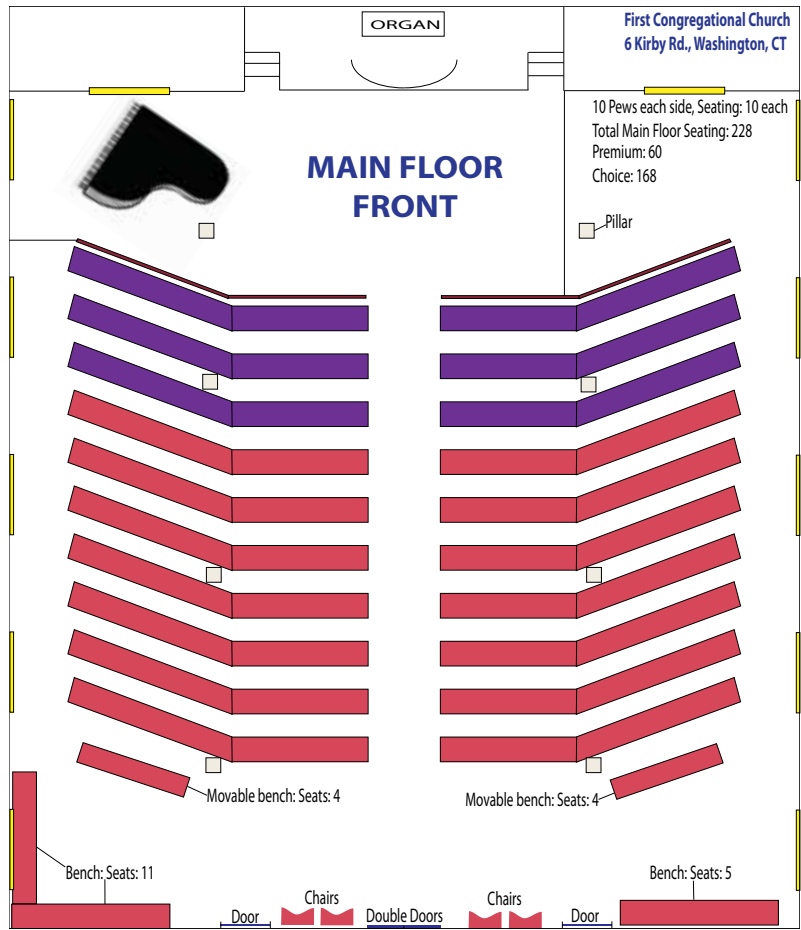 ORGAN
First Congregational Church
6 Kirby Rd., Washington, CT
10 Pews each side, Seating: 10 each
Total Main Floor Seating: 228
Premium: 60
Choice: 168
MAIN FLOOR
FRONT
Pillar
Movable bench: Seats: 4
Movable bench: Seats: 4
Bench: Seats: 11
Bench: Seats: 5
Chairs
Chairs
Door
Double Doors
Door